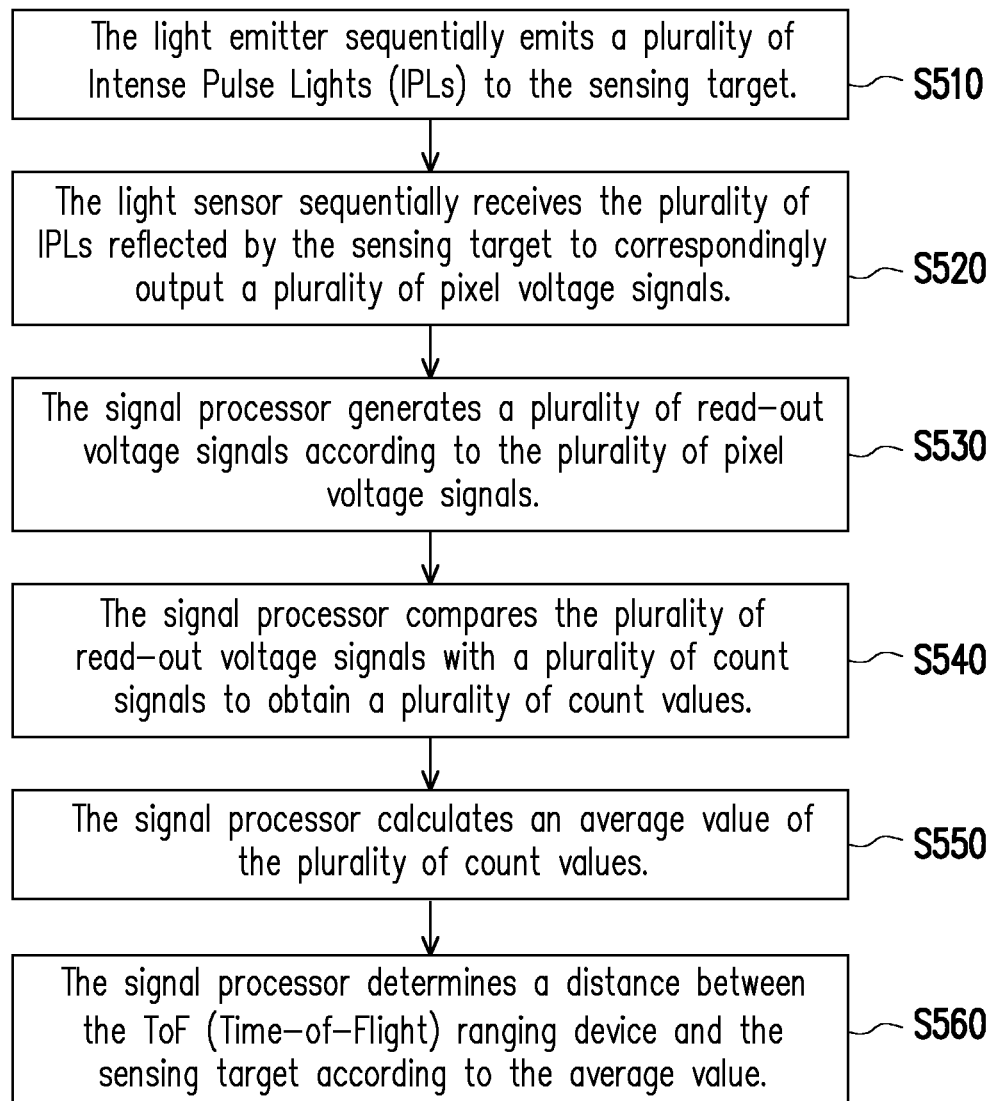 The light emitter sequentially emits a plurality of
Intense Pulse Lights (IPLs) to the sensing target.
S510
The light sensor sequentially receives the plurality of
IPLs reflected by the sensing target to correspondingly
output a plurality of pixel voltage signals.
S520
The signal processor generates a plurality of read-out
voltage signals according to the plurality of pixel
voltage signals.
S530
The signal processor compares the plurality of
read-out voltage signals with a plurality of count
signals to obtain a plurality of count values.
S540
The signal processor calculates an average value of
the plurality of count values.
S550
The signal processor determines a distance between
the ToF (Time-of-Flight) ranging device and the
sensing target according to the average value.
S560